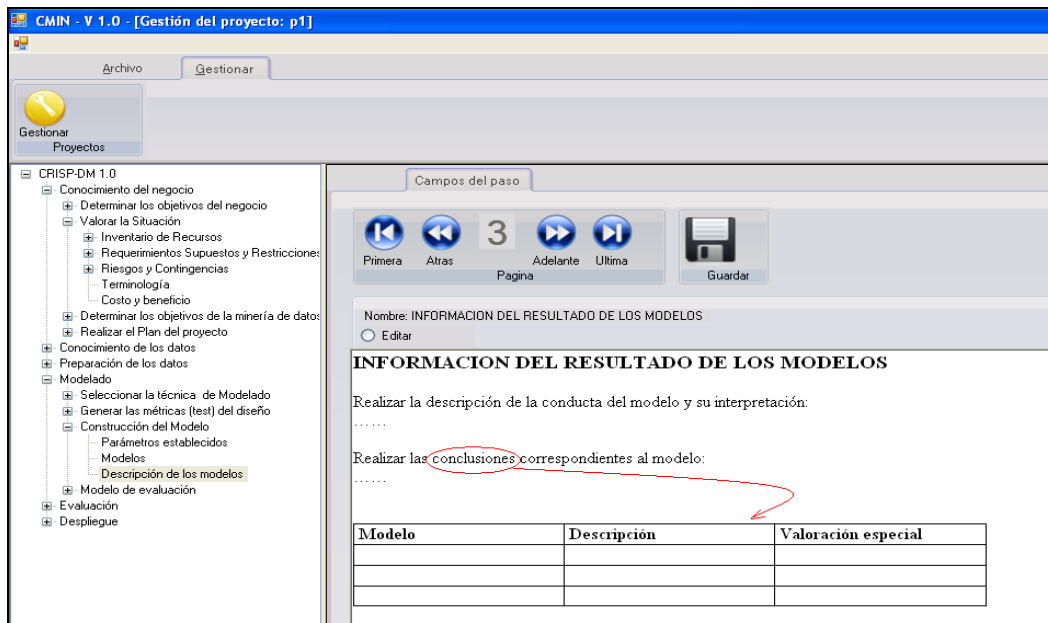 CMIN - V 1.0 - [Gestión del proyecto: p1]
Archivo Gestionar
Gestionar
Proyectos
CRISP-DM 1.0
Conocimiento del negocio
Determinar los objetivos del negocio
Valorar la Situación
Inventario de Recursos
Requerimientos Supuestos y Restricciones
Riesgos y Contingencias
Terminología
Costo y beneficio
Determinar los objetivos de la minería de datos
Realizar el Plan del proyecto
Conocimiento de los datos
Preparación de los datos
Modelado
Seleccionar la técnica de Modelado
Generar las métricas (test) del diseño
Construcción del Modelo
Parámetros establecidos
Modelos
Descripción de los modelos
Modelo de evaluación
Evaluación
Despliegue
Campos del paso
3
Primera Atras Adelante Ultima
Pagina
Guardar
Nombre: INFORMACION DEL RESULTADO DE LOS MODELOS
Editar
INFORMACION DEL RESULTADO DE LOS MODELOS
Realizar la descripción de la conducta del modelo y su interpretación:
......
Realizar las conclusiones correspondientes al modelo:
......
Modelo Descripción Valoración especial